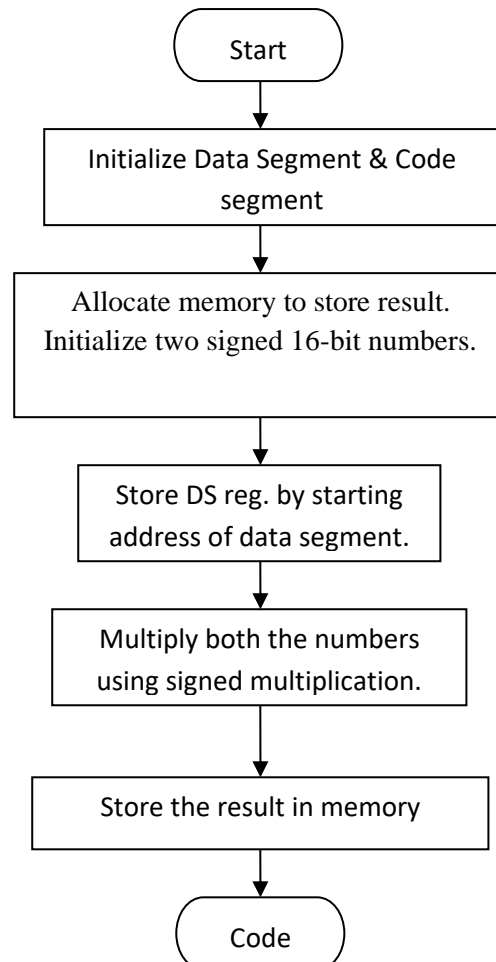 Start
Initialize Data Segment & Code
segment
Allocate memory to store result.
Initialize two signed 16-bit numbers.
Store DS reg. by starting
address of data segment.
Multiply both the numbers
using signed multiplication.
Store the result in memory
Code